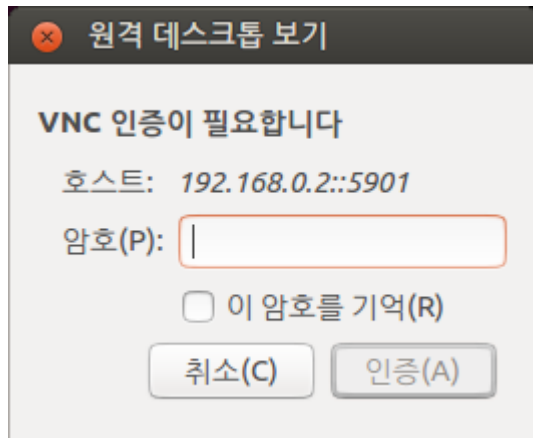 원격 데스크톱 보기
VNC 인증이 필요합니다
호스트: 192.168.0.2::5901
암호(P):
이 암호를 기억(R)
취소(C) 인증(A)